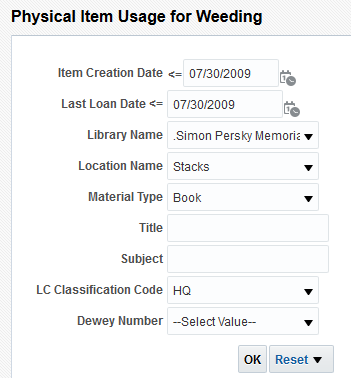 Physical Item Usage for Weeding
Item Creation Date <= 07/30/2009
Last Loan Date <= 07/30/2009
Library Name .Simon Persky Memoria
Location Name Stacks
Material Type Book
Title
Subject
LC Classification Code HQ
Dewey Number --Select Value--
OK Reset